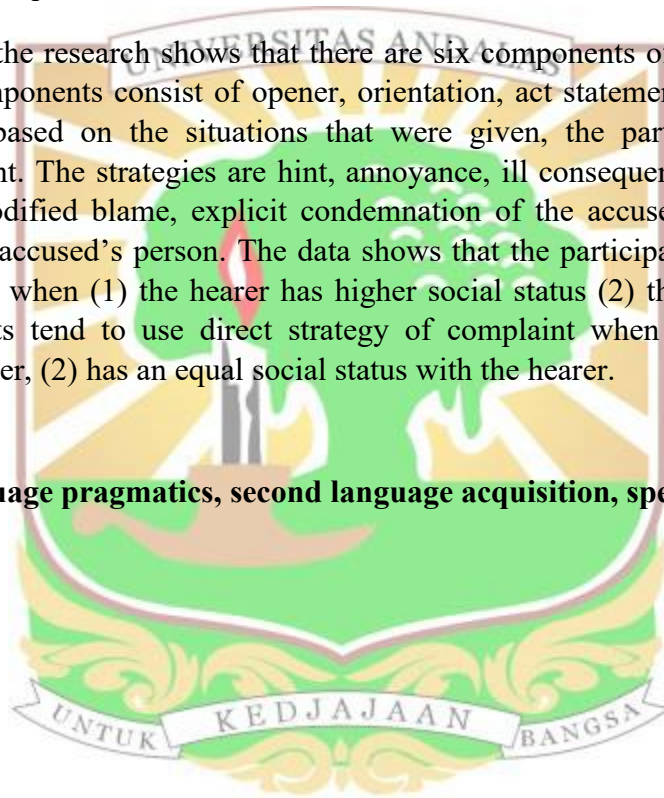 UNIVERSITAS ANDALAS
the research shows that there are six components o
ponents consist of opener, orientation, act statemen
based on the situations that were given, the par
nt. The strategies are hint, annoyance, ill consequen
odified blame, explicit condemnation of the accuse
accused's person. The data shows that the participa
when (1) the hearer has higher social status (2) th
ts tend to use direct strategy of complaint when
er, (2) has an equal social status with the hearer.
uage pragmatics, second language acquisition, spe
UNTUK KEDJAJAAN BANGSA